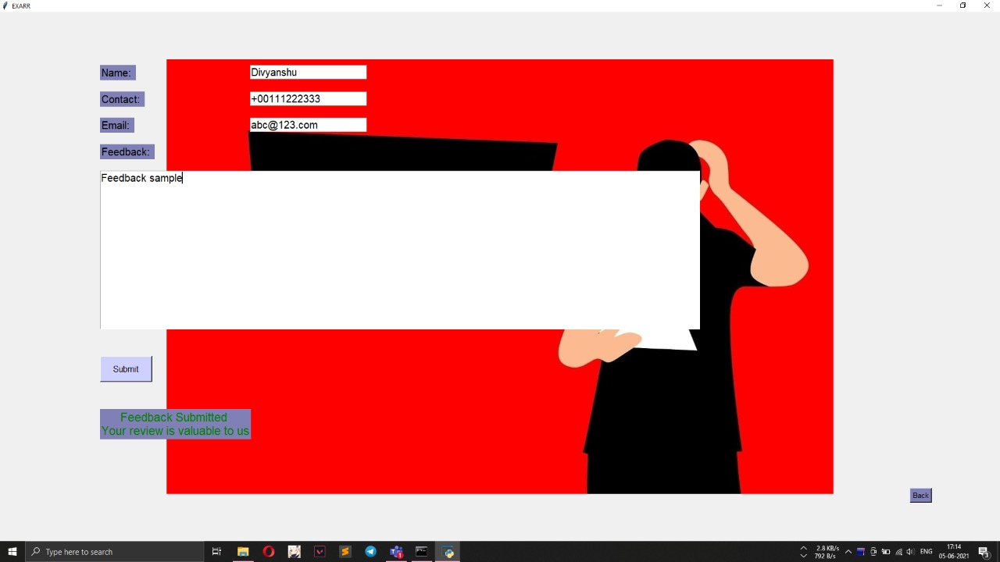 EXARR
Name: Divyanshu
Contact: +00111222333
Email: abc@123.com
Feedback:
Feedback sample
Submit
Feedback Submitted
Your review is valuable to us
Back
Type here to search
2.8 KB/s
792 B/s
ENG
17:14
05-06-2021